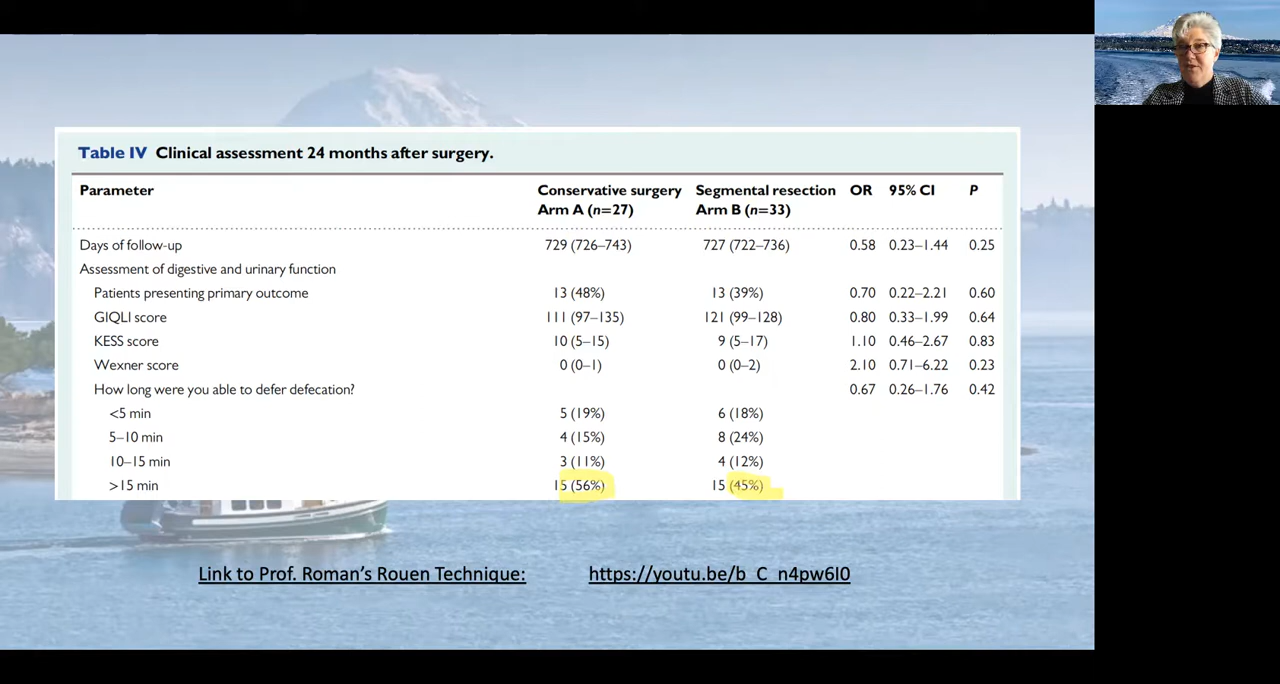 Table IV Clinical assessment 24 months after surgery.
Parameter Conservative surgery Segmental resection OR 95% CI P
Arm A (n=27) Arm B (n=33)
Days of follow-up 729 (726–743) 727 (722–736) 0.58 0.23–1.44 0.25
Assessment of digestive and urinary function
Patients presenting primary outcome 13 (48%) 13 (39%) 0.70 0.22–2.21 0.60
GIQLI score 111 (97–135) 121 (99–128) 0.80 0.33–1.99 0.64
KESS score 10 (5–15) 9 (5–17) 1.10 0.46–2.67 0.83
Wexner score 0 (0–1) 0 (0–2) 2.10 0.71–6.22 0.23
How long were you able to defer defecation? 0.67 0.26–1.76 0.42
<5 min 5 (19%) 6 (18%)
5–10 min 4 (15%) 8 (24%)
10–15 min 3 (11%) 4 (12%)
>15 min 15 (56%) 15 (45%)
Link to Prof. Roman's Rouen Technique: https://youtu.be/b_C_n4pw6I0